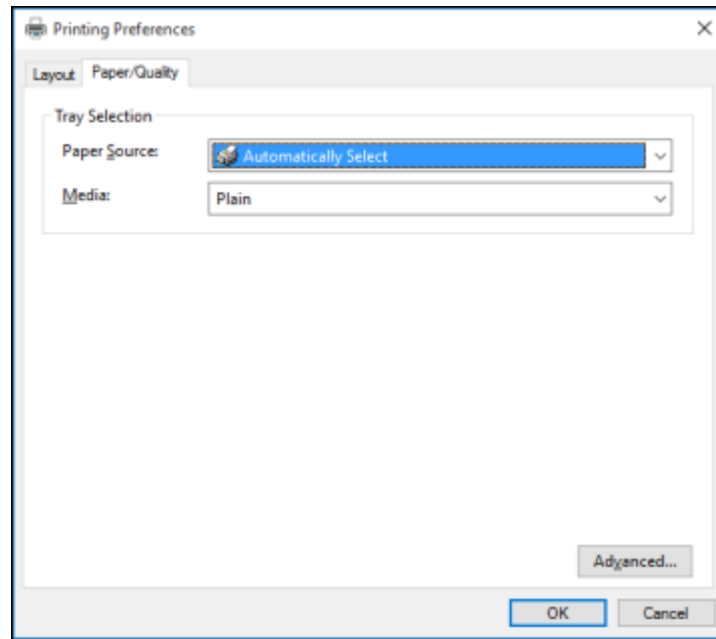 Printing Preferences
Layout Paper/Quality
Tray Selection
Paper Source: Automatically Select
Media: Plain
Advanced...
OK Cancel